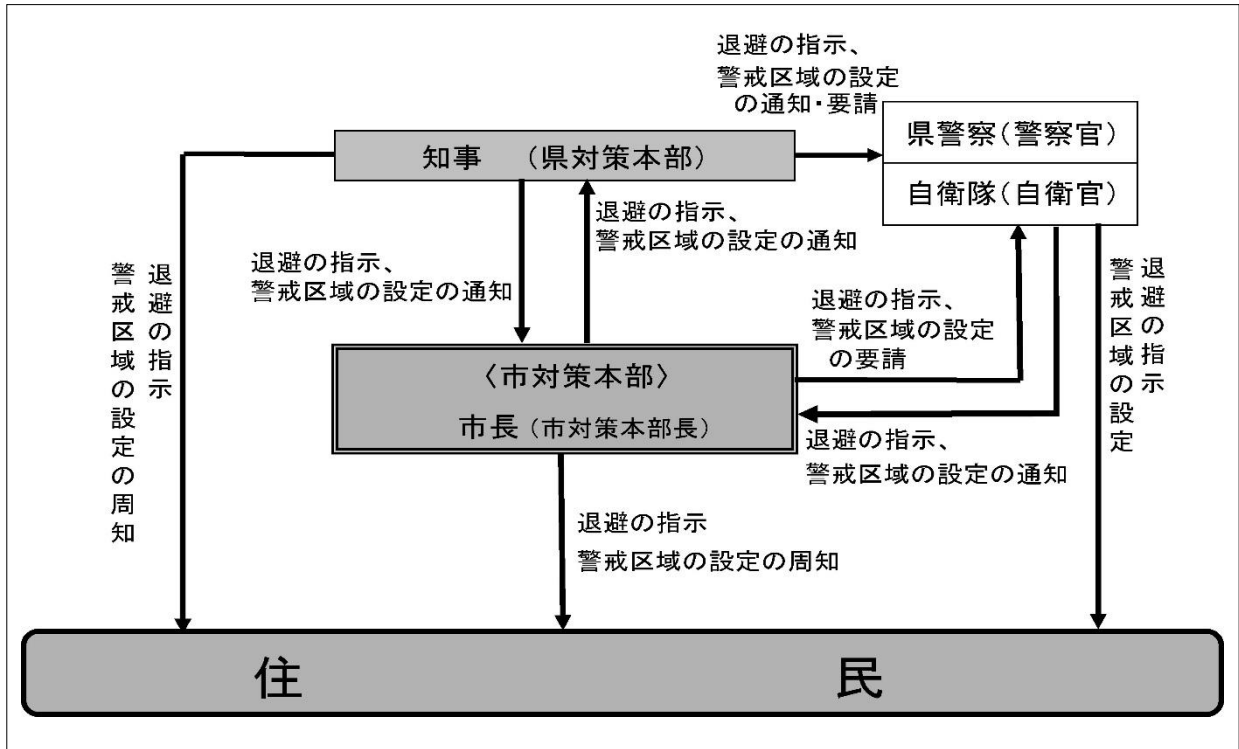 退避の指示、
警戒区域の設定
の通知・要請
知事　（県対策本部）
県警察（警察官）
自衛隊（自衛官）
退避の指示、
警戒区域の設定の通知
退避の指示、
警戒区域の設定の通知
退避の指示
警戒区域の設定の周知
退避の指示、
警戒区域の設定
の要請
退避の指示
警戒区域の設定
〈市対策本部〉
市長（市対策本部長）
退避の指示、
警戒区域の設定の通知
退避の指示
警戒区域の設定の周知
住　民